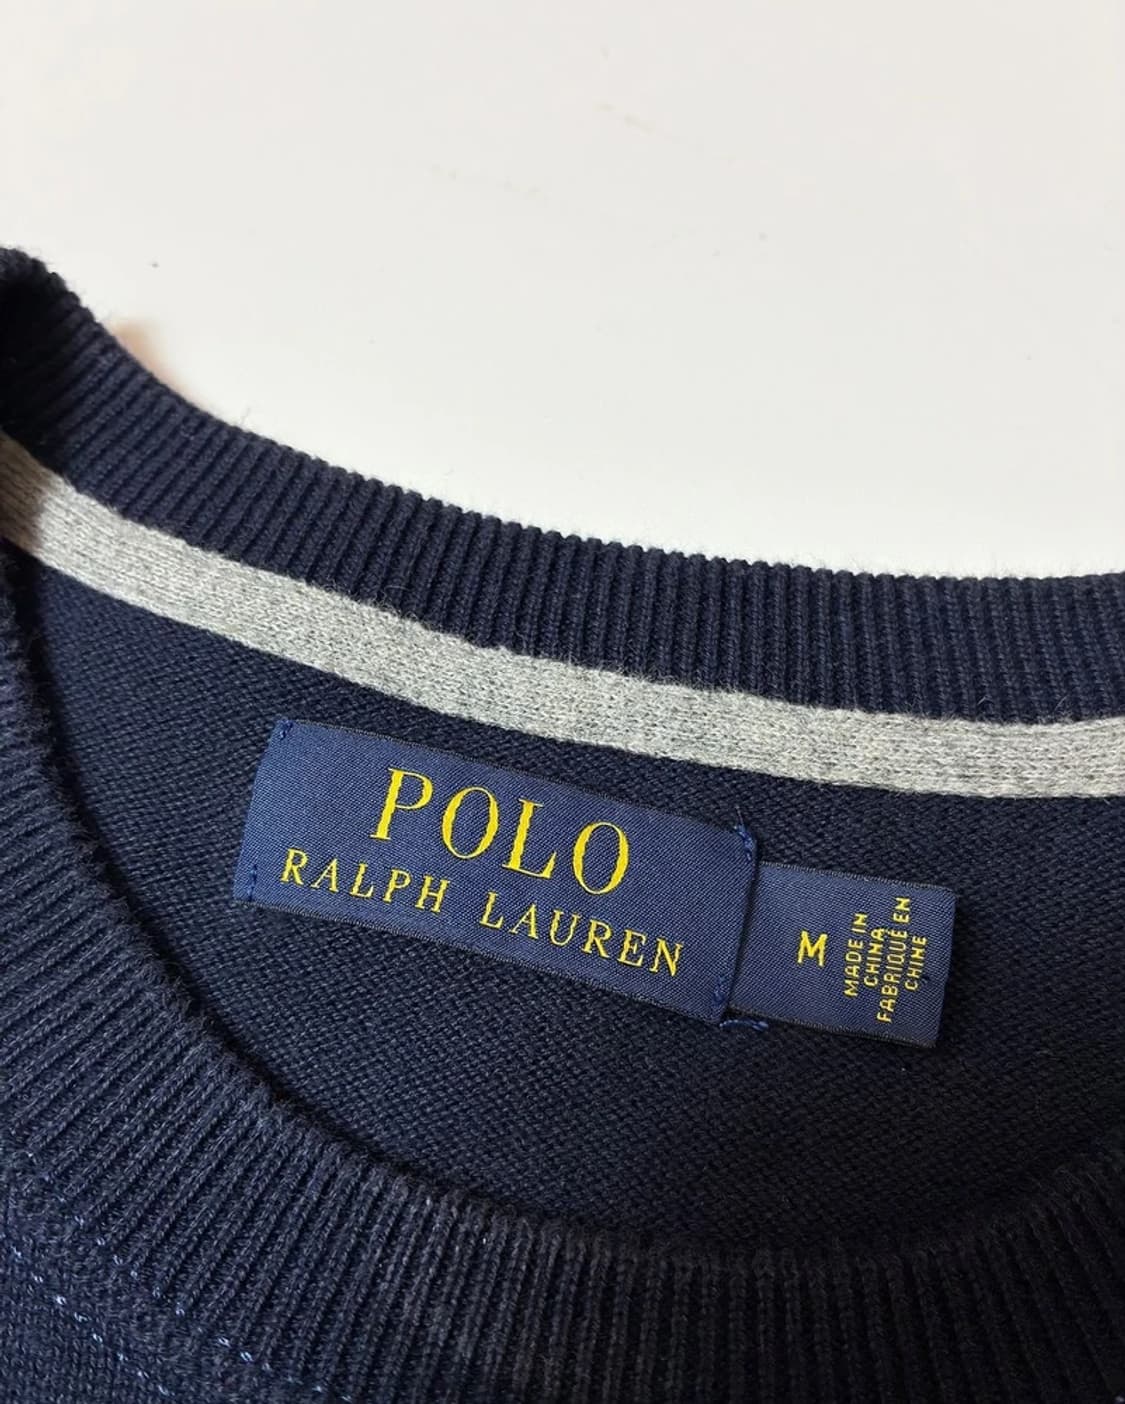 POLO
RALPH LAUREN
M
MADE IN
CHINA
FABRIQUÉ EN
CHINE